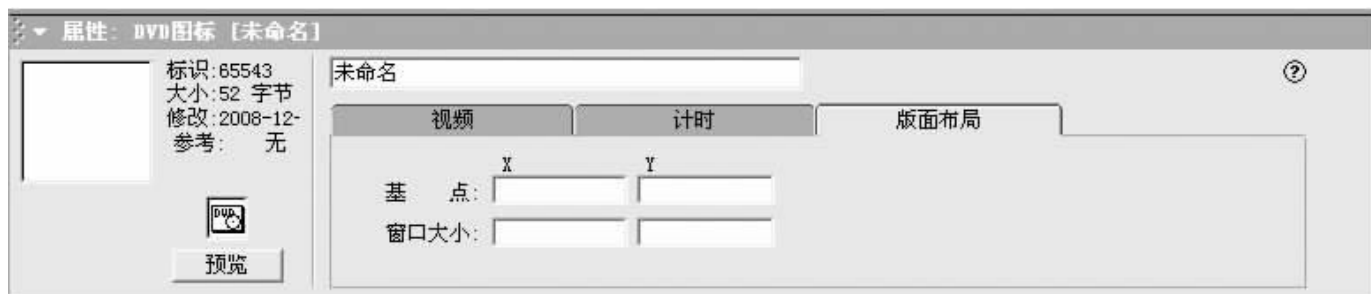 属性: DVD图标 [未命名]
标识:65543
大小:52 字节
修改:2008-12-
参考: 无
DVD
预览
未命名
?
视频 计时 版面布局
X Y
基 点:
窗口大小: